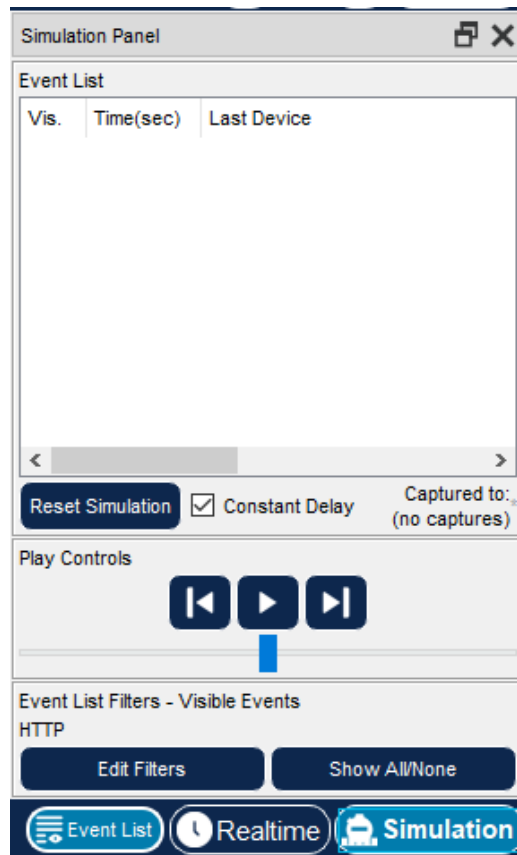 Simulation Panel
Event List
Vis. Time(sec) Last Device
Reset Simulation Constant Delay Captured to:*
(no captures)
Play Controls
Event List Filters - Visible Events
HTTP
Edit Filters Show All/None
Event List Realtime Simulation